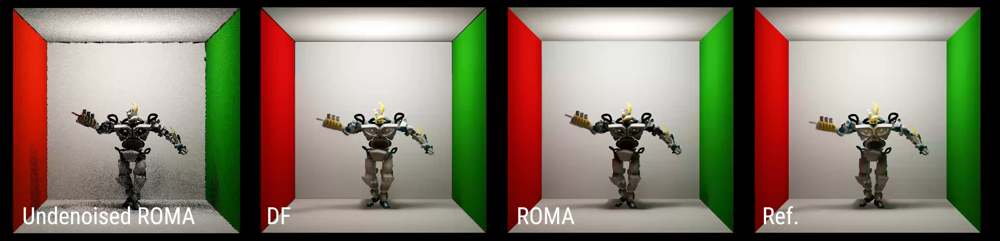 Undenoised ROMA
DF
ROMA
Ref.